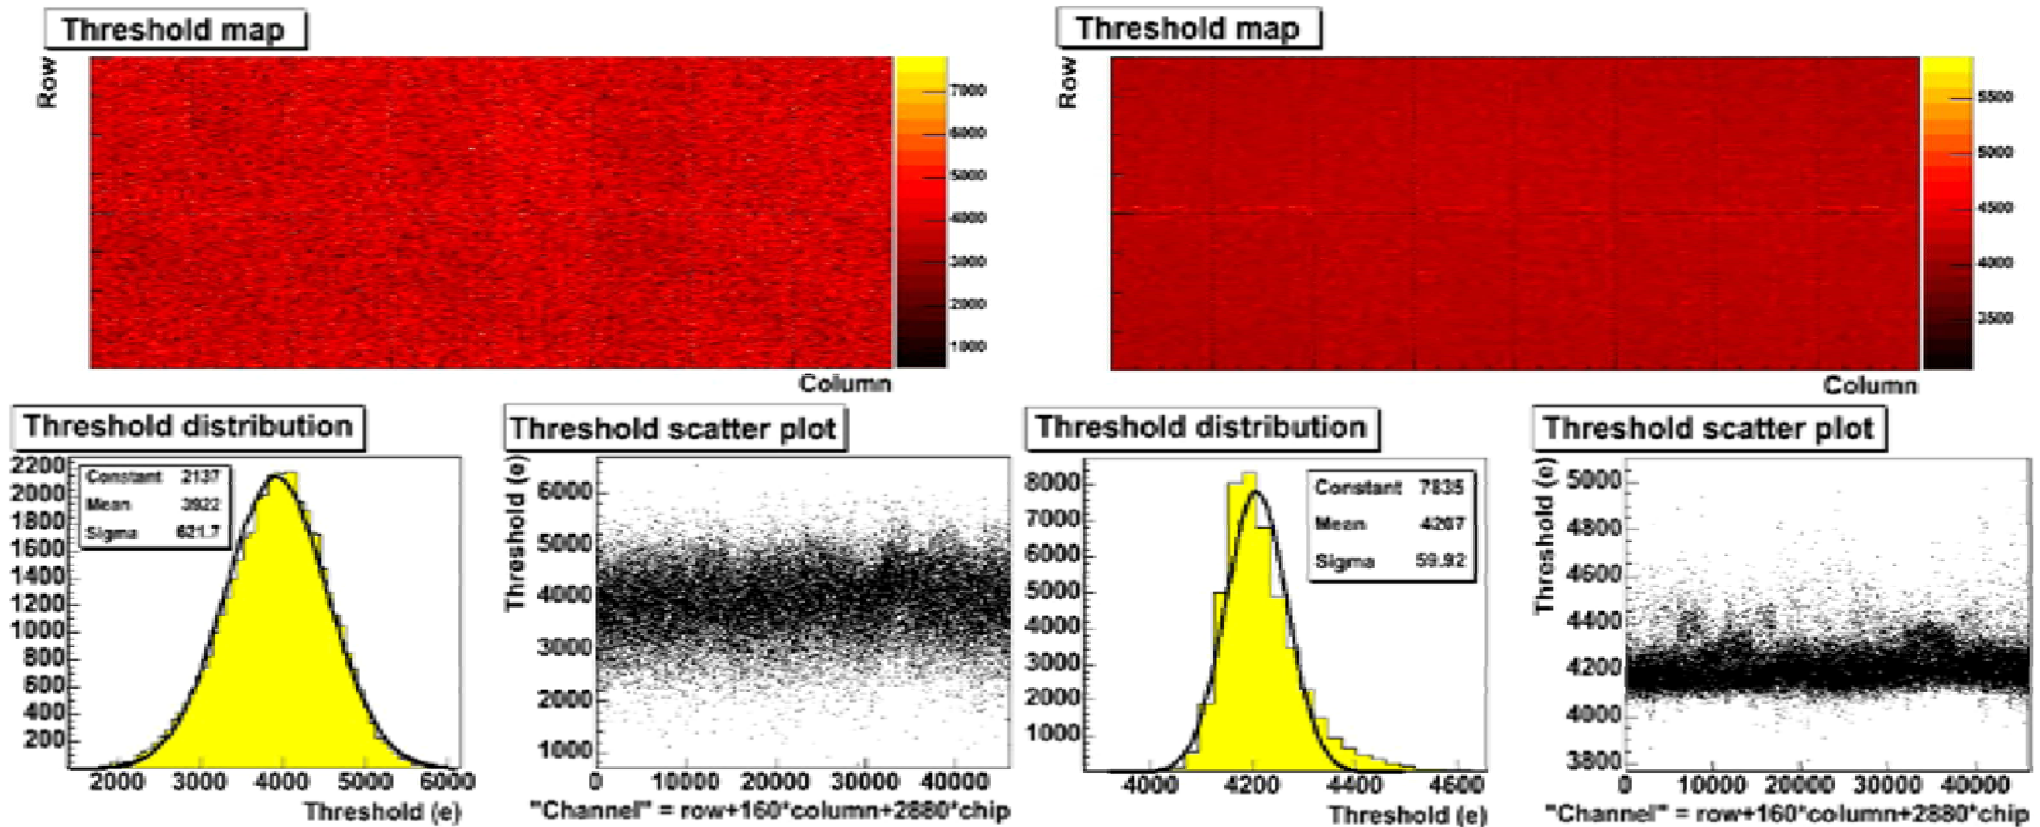 Threshold map
Row
7000
6000
5000
4000
3000
2000
1000
Column
Threshold map
Row
5500
5000
4500
4000
3500
Column
Threshold distribution
Constant 2137
Mean 3922
Sigma 621.7
2200
2000
1800
1600
1400
1200
1000
800
600
400
200
2000 3000 4000 5000 6000
Threshold (e)
Threshold scatter plot
Threshold (e)
6000
5000
4000
3000
2000
1000
0 10000 20000 30000 40000
"Channel" = row+160*column+2880*chip
Threshold distribution
Constant 7835
Mean 4207
Sigma 59.92
8000
7000
6000
5000
4000
3000
2000
1000
4000 4200 4400 4600
Threshold (e)
Threshold scatter plot
Threshold (e)
5000
4800
4600
4400
4200
4000
3800
0 10000 20000 30000 40000
"Channel" = row+160*column+2880*chip